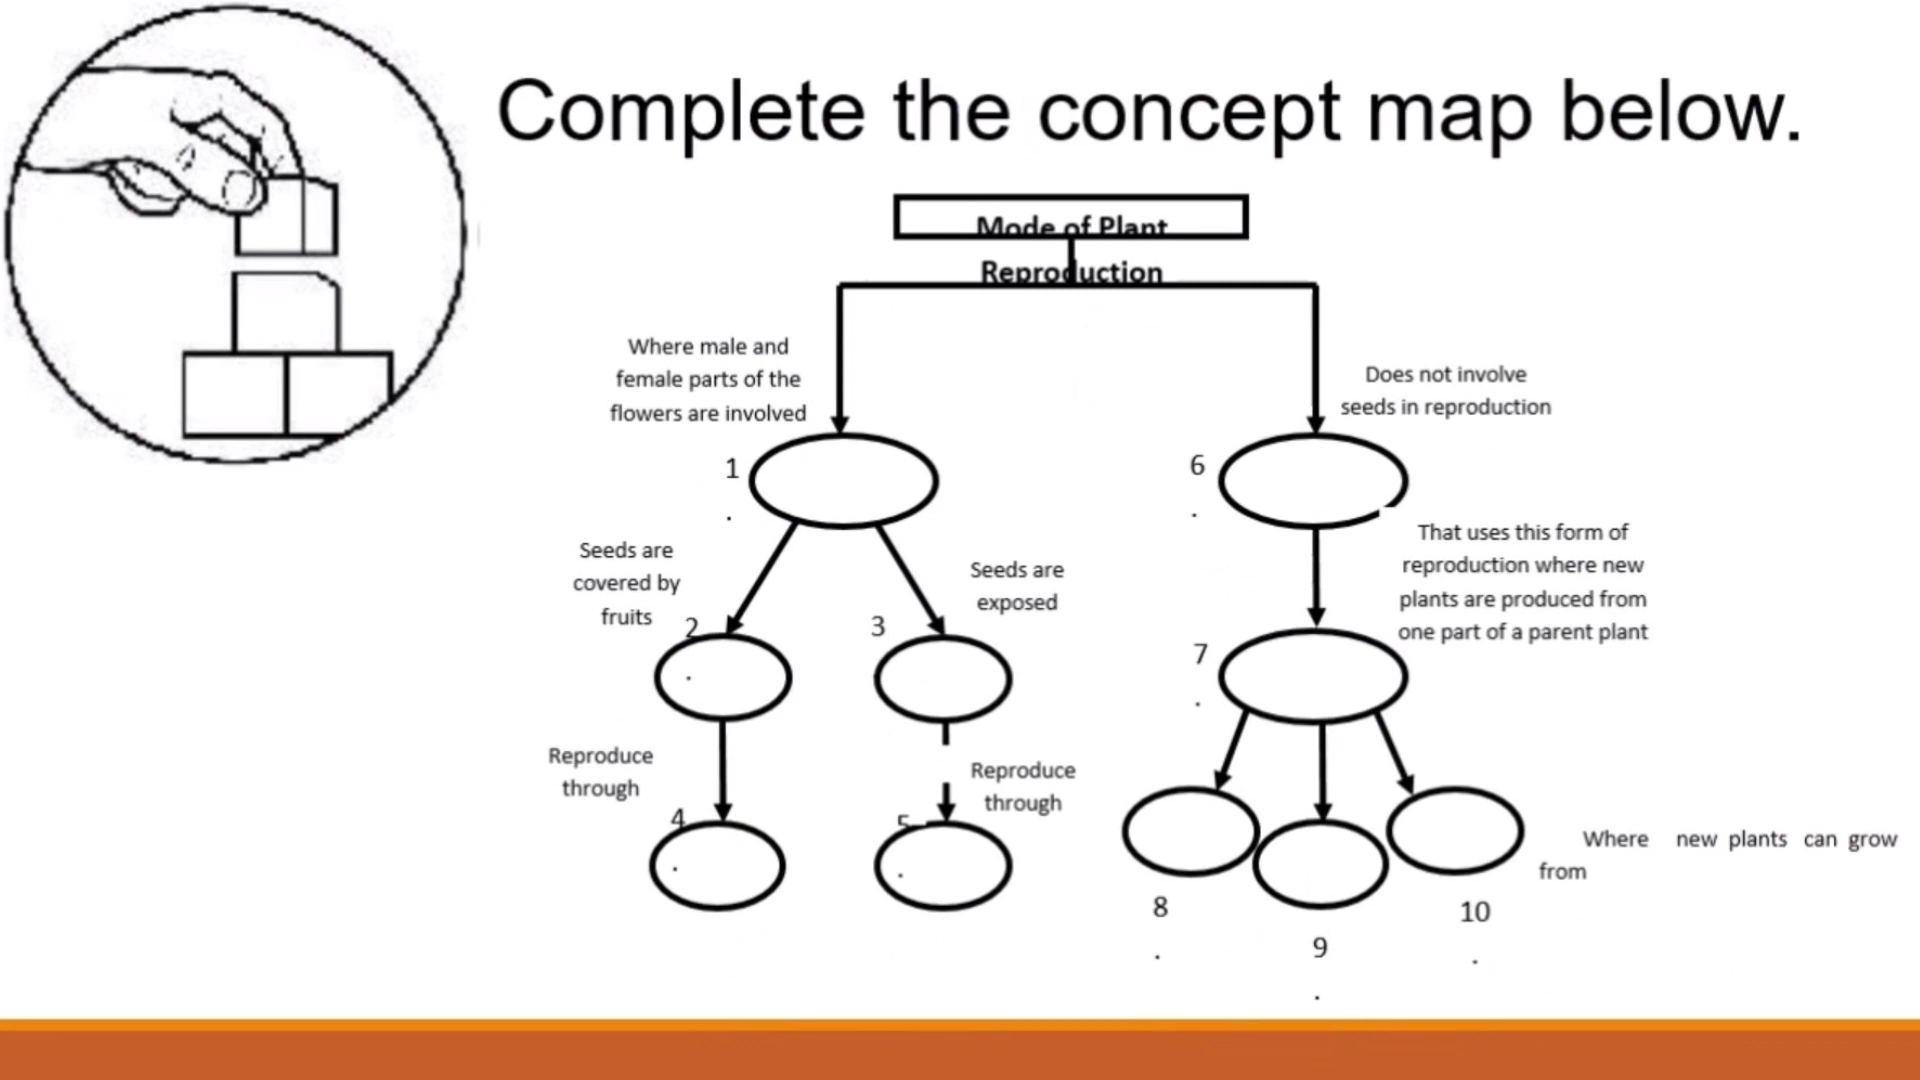 Complete the concept map below.
Mode of Plant
Reproduction
Where male and
female parts of the
flowers are involved
Does not involve
seeds in reproduction
1
.
6
.
Seeds are
covered by
fruits
Seeds are
exposed
That uses this form of
reproduction where new
plants are produced from
one part of a parent plant
2
.
3
7
.
Reproduce
through
Reproduce
through
4
.
5
.
Where new plants can grow
from
8
.
9
.
10
.